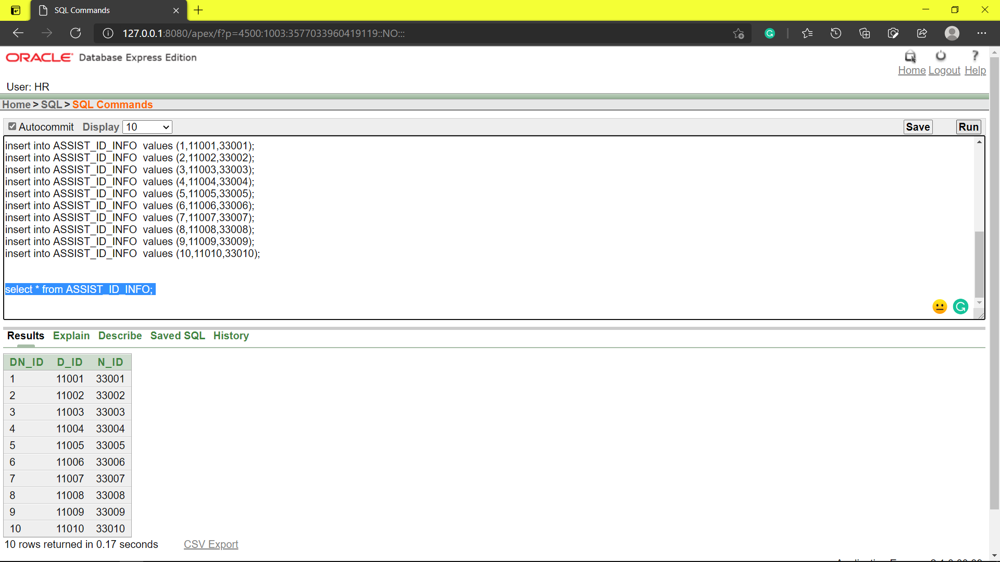 SQL Commands
127.0.0.1:8080/apex/f?p=4500:1003:3577033960419119::NO:::
ORACLE Database Express Edition
Home Logout Help
User: HR
Home > SQL > SQL Commands
Autocommit Display 10 Save Run
insert into ASSIST_ID_INFO  values (1,11001,33001);
insert into ASSIST_ID_INFO  values (2,11002,33002);
insert into ASSIST_ID_INFO  values (3,11003,33003);
insert into ASSIST_ID_INFO  values (4,11004,33004);
insert into ASSIST_ID_INFO  values (5,11005,33005);
insert into ASSIST_ID_INFO  values (6,11006,33006);
insert into ASSIST_ID_INFO  values (7,11007,33007);
insert into ASSIST_ID_INFO  values (8,11008,33008);
insert into ASSIST_ID_INFO  values (9,11009,33009);
insert into ASSIST_ID_INFO  values (10,11010,33010);
select * from ASSIST_ID_INFO;
Results Explain Describe Saved SQL History
DN_ID D_ID N_ID
1 11001 33001
2 11002 33002
3 11003 33003
4 11004 33004
5 11005 33005
6 11006 33006
7 11007 33007
8 11008 33008
9 11009 33009
10 11010 33010
10 rows returned in 0.17 seconds CSV Export